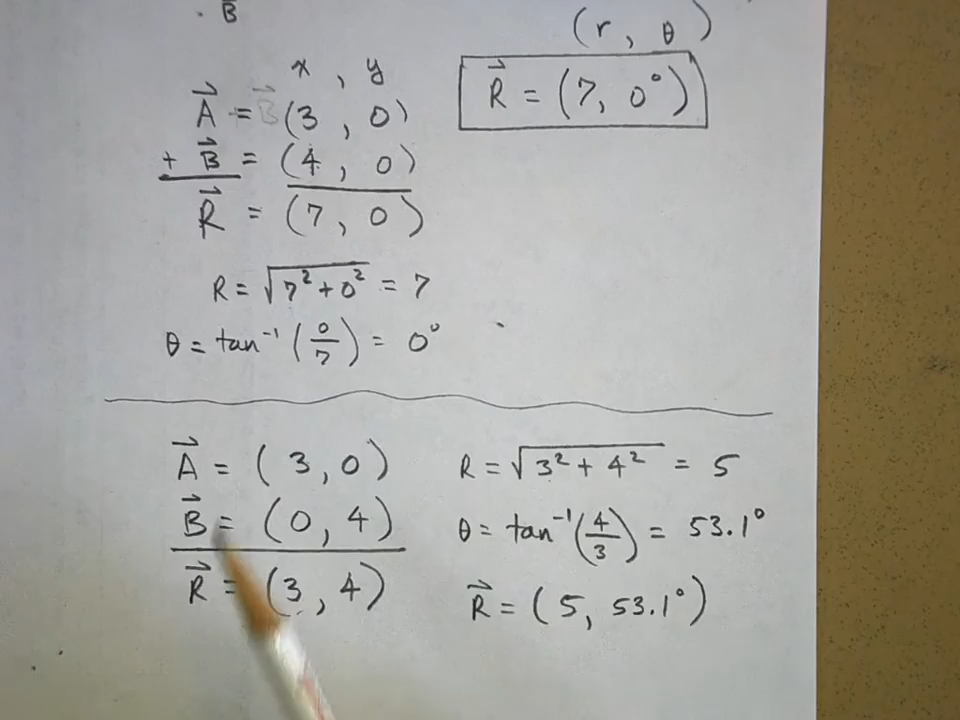 . B⃗
(r, θ)
x, y
R⃗ = (7, 0°)
A⃗ = (3, 0)
+ B⃗ = (4, 0)
R⃗ = (7, 0)
R = √(7² + 0²) = 7
θ = tan⁻¹(0/7) = 0°
A⃗ = (3, 0)
R = √(3² + 4²) = 5
B⃗ = (0, 4)
θ = tan⁻¹(4/3) = 53.1°
R⃗ = (3, 4)
R⃗ = (5, 53.1°)